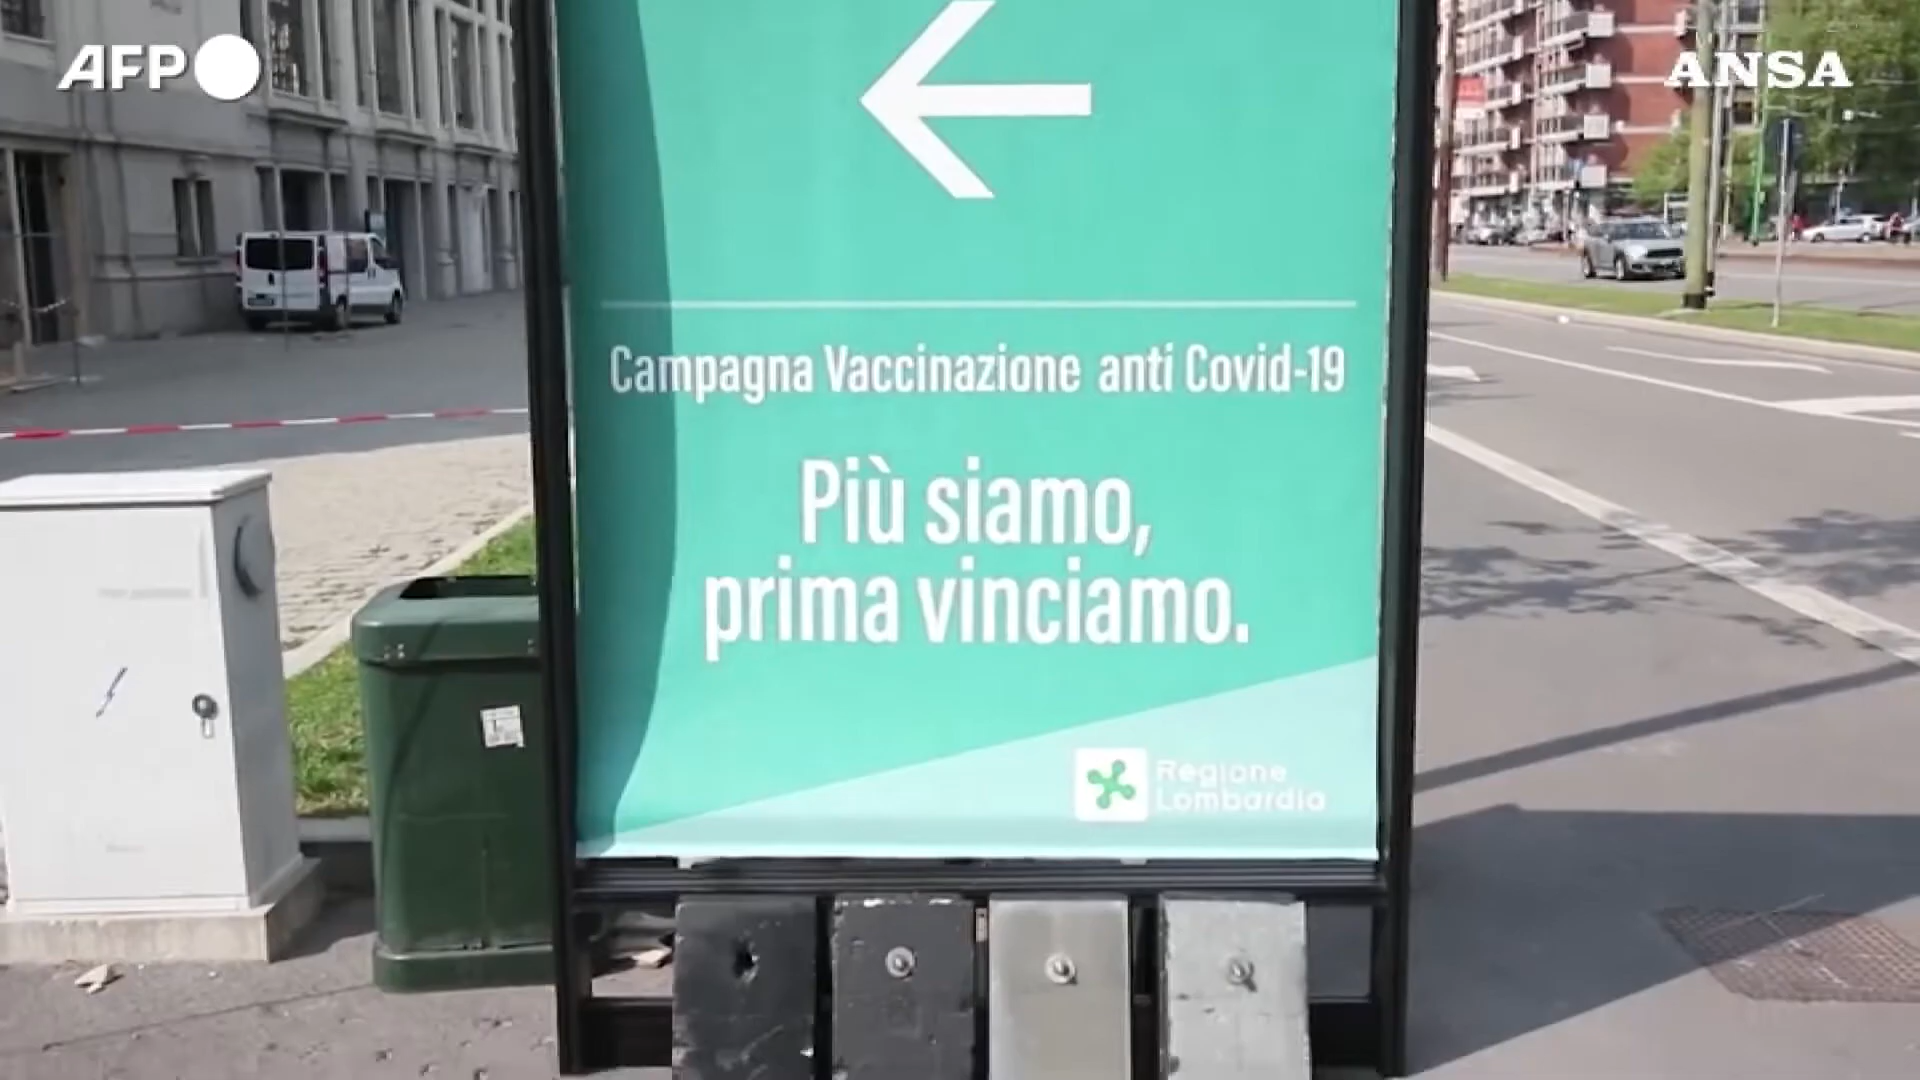 AFP
ANSA
Campagna Vaccinazione anti Covid-19
Più siamo,
prima vinciamo.
Regione
Lombardia